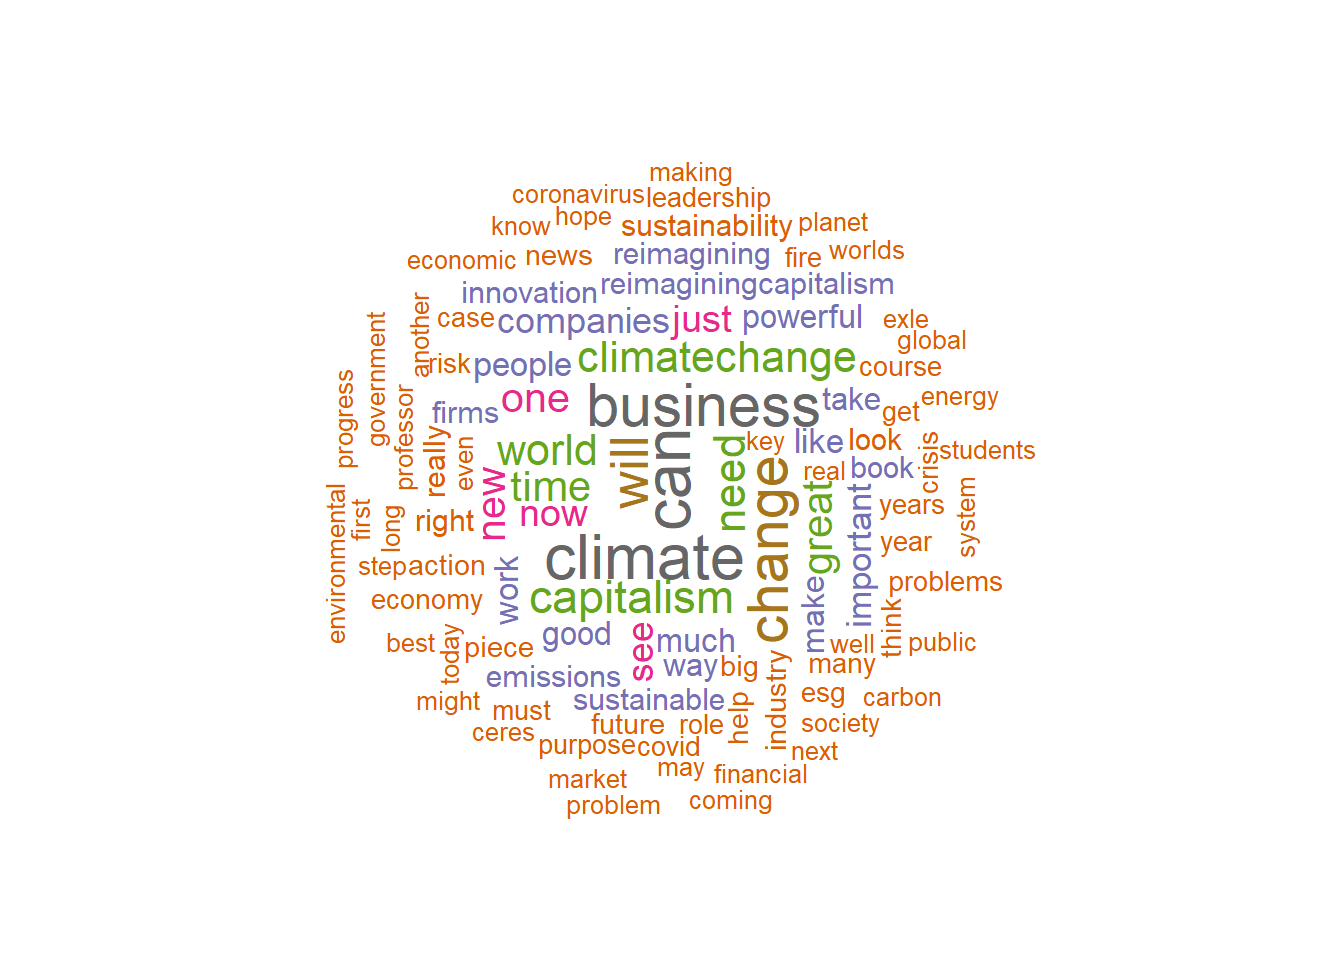 making
coronavirus leadership
know hope sustainability planet
economic news reimagining fire worlds
innovation reimaginingcapitalism
another case companies just powerful exle
government risk people climatechange course global
progress professor firms one business take get energy
really even world will can need key like look crisis students
new time change real book
environmental first long right now great important years system
step action work climate year
economy capitalism make problems
best today piece good see much way big well think public
might emissions industry many
must sustainable help esg carbon
ceres future role society
purpose covid next
market may financial
problem coming